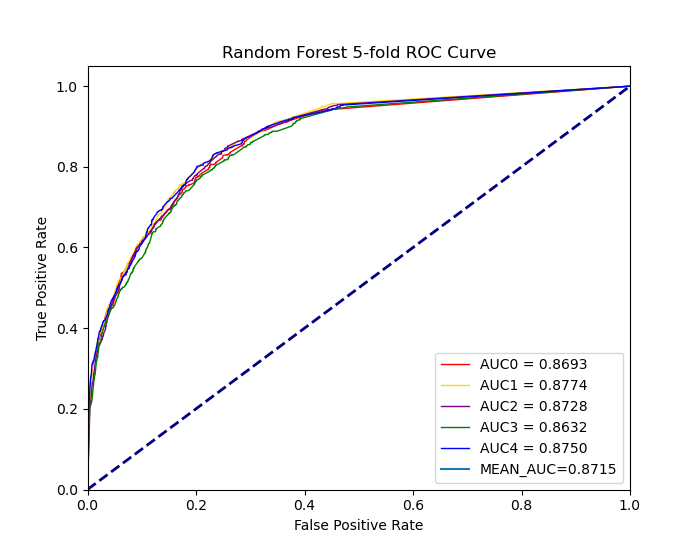 Random Forest 5-fold ROC Curve
True Positive Rate
1.0
0.8
0.6
0.4
0.2
0.0
0.0 0.2 0.4 0.6 0.8 1.0
False Positive Rate
AUC0 = 0.8693
AUC1 = 0.8774
AUC2 = 0.8728
AUC3 = 0.8632
AUC4 = 0.8750
MEAN_AUC=0.8715